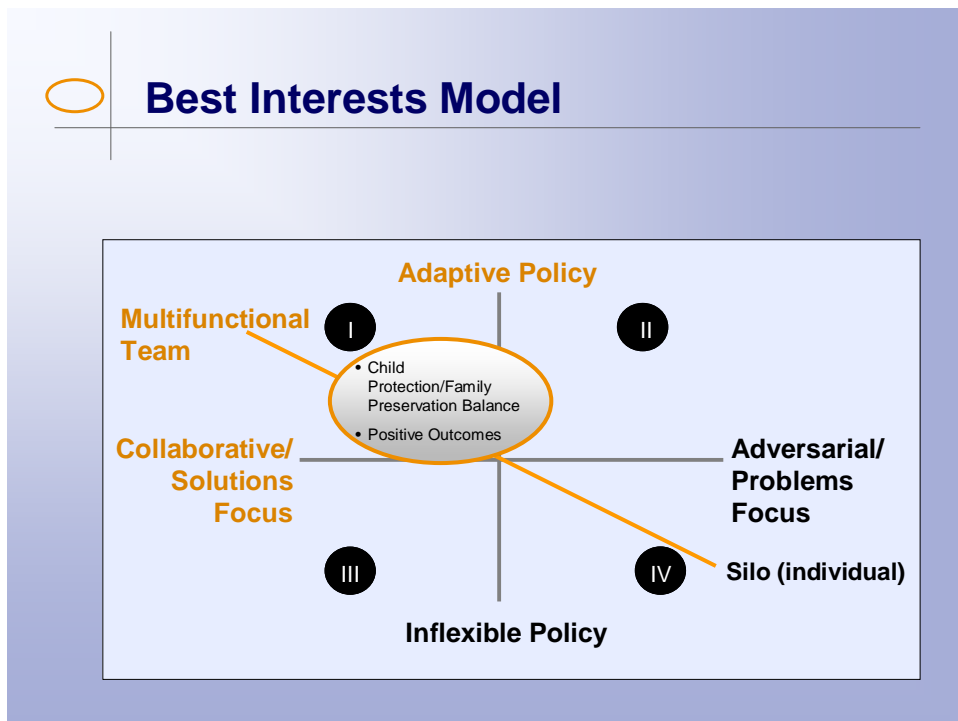 Best Interests Model
Adaptive Policy
Multifunctional
Team
I
II
• Child
Protection/Family
Preservation Balance
• Positive Outcomes
Collaborative/
Solutions
Focus
Adversarial/
Problems
Focus
III
IV
Silo (individual)
Inflexible Policy